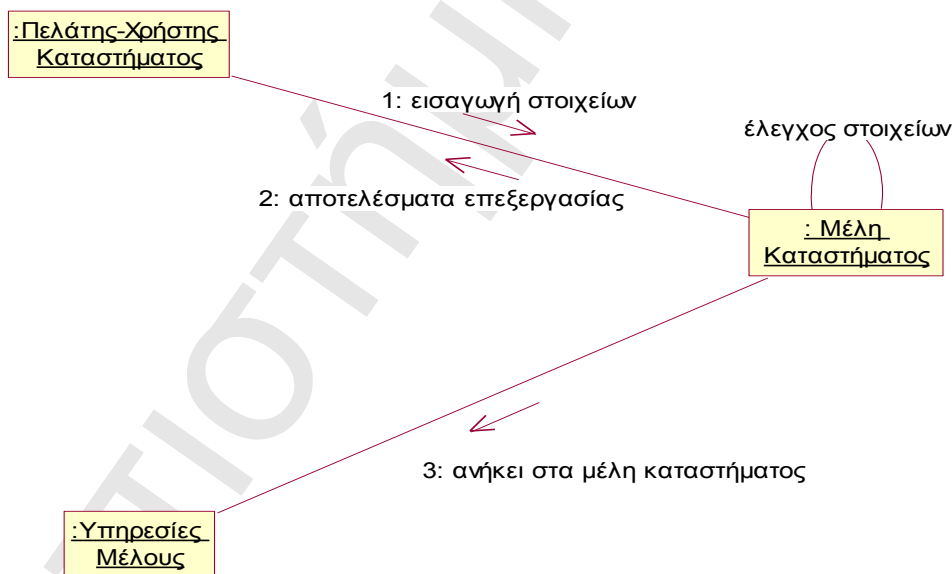 :Πελάτης-Χρήστης
Καταστήματος
1: εισαγωγή στοιχείων
έλεγχος στοιχείων
2: αποτελέσματα επεξεργασίας
: Μέλη
Καταστήματος
3: ανήκει στα μέλη καταστήματος
:Υπηρεσίες
Μέλους